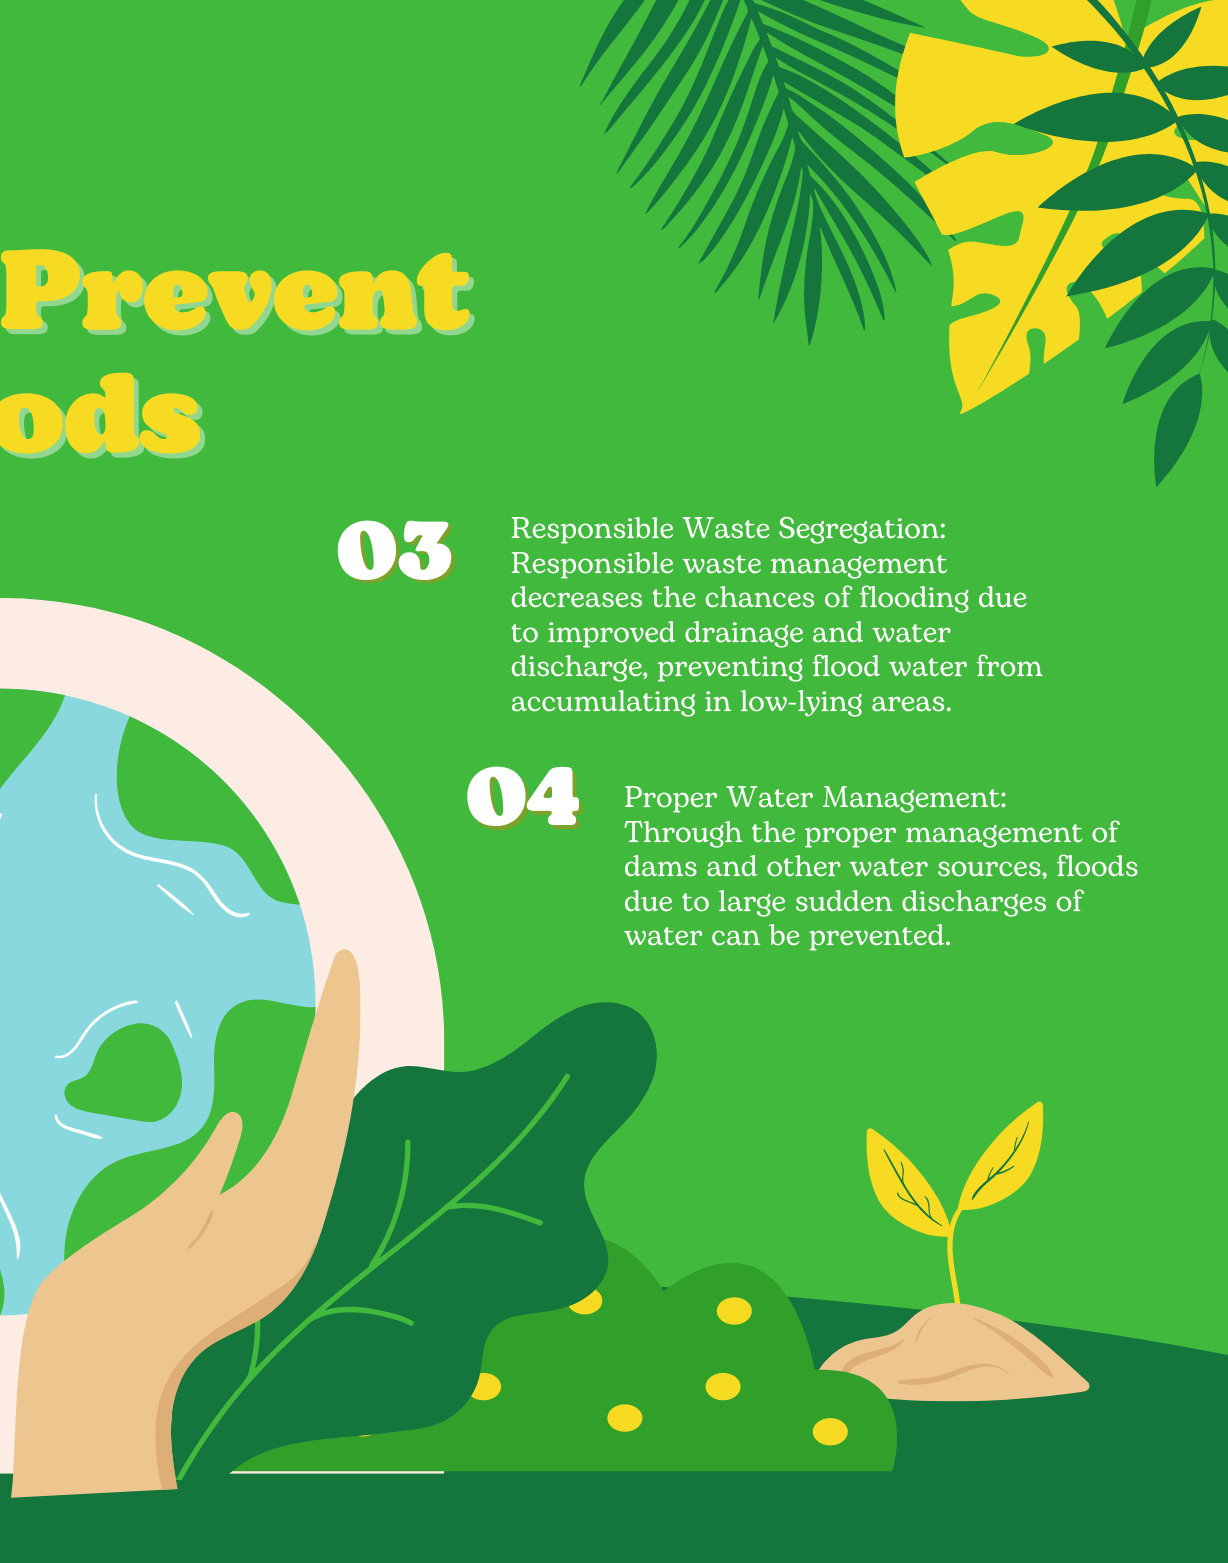 Prevent
ods
03
Responsible Waste Segregation:
Responsible waste management
decreases the chances of flooding due
to improved drainage and water
discharge, preventing flood water from
accumulating in low-lying areas.
04
Proper Water Management:
Through the proper management of
dams and other water sources, floods
due to large sudden discharges of
water can be prevented.